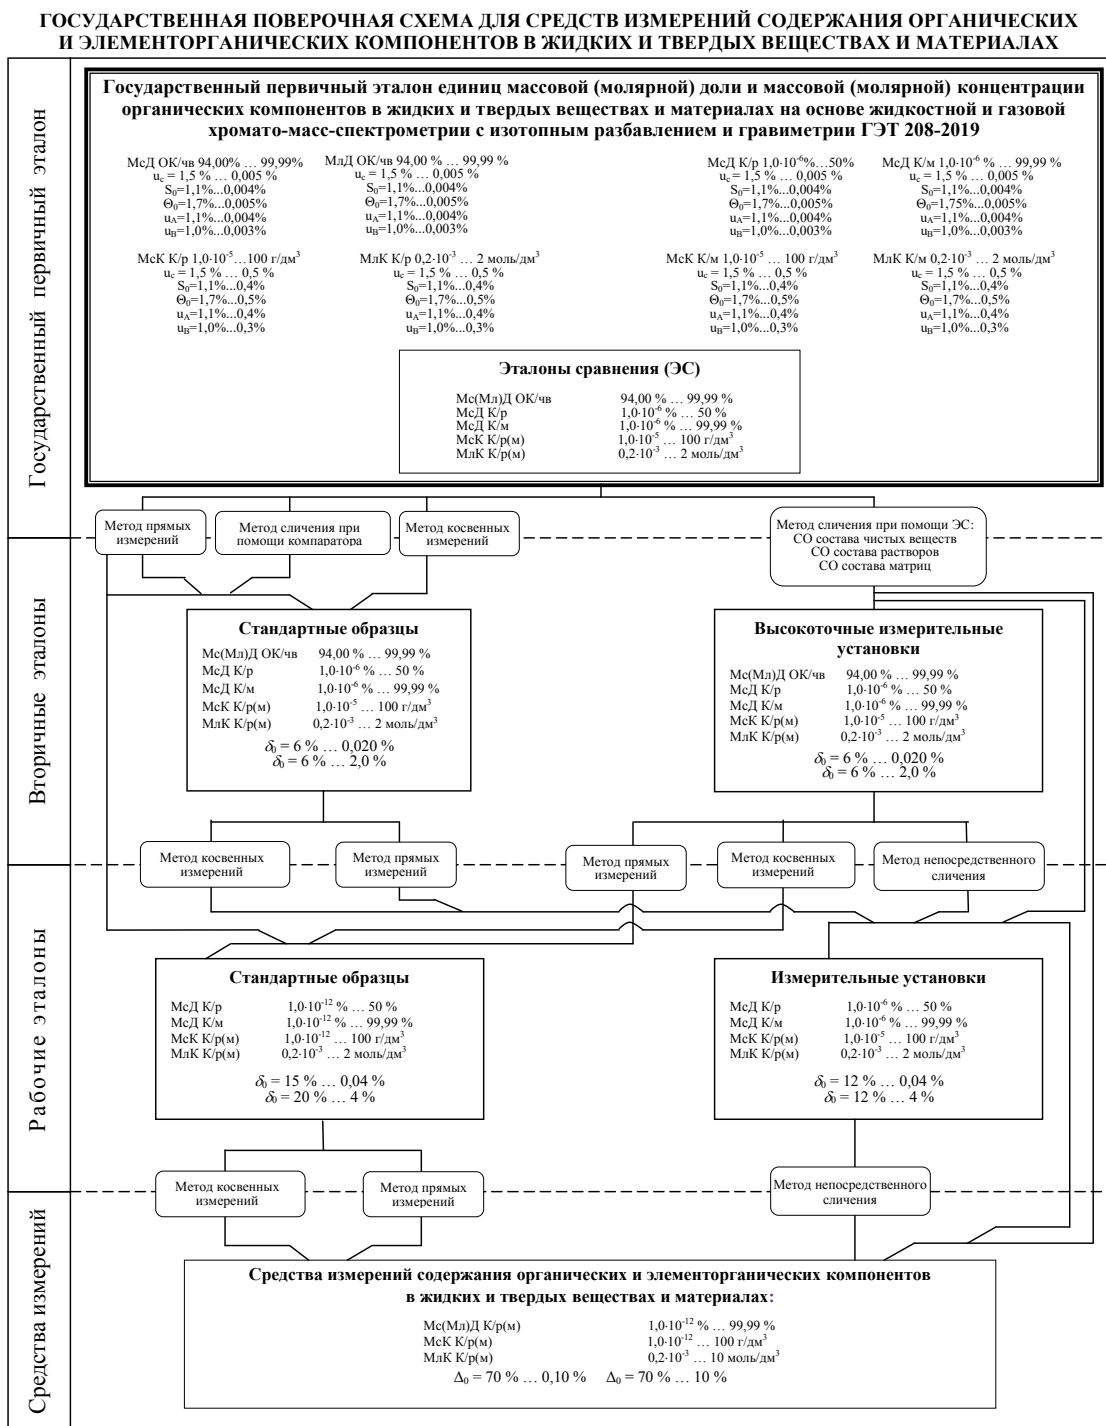 ГОСУДАРСТВЕННАЯ ПОВЕРОЧНАЯ СХЕМА ДЛЯ СРЕДСТВ ИЗМЕРЕНИЙ СОДЕРЖАНИЯ ОРГАНИЧЕСКИХ
И ЭЛЕМЕНТОРГАНИЧЕСКИХ КОМПОНЕНТОВ В ЖИДКИХ И ТВЕРДЫХ ВЕЩЕСТВАХ И МАТЕРИАЛАХ
Государственный первичный эталон
Государственный первичный эталон единиц массовой (молярной) доли и массовой (молярной) концентрации
органических компонентов в жидких и твердых веществах и материалах на основе жидкостной и газовой
хромато-масс-спектрометрии с изотопным разбавлением и гравиметрии ГЭТ 208-2019
МсД ОК/чв 94,00% … 99,99%
u_c = 1,5 % … 0,005 %
S₀=1,1%...0,004%
Θ₀=1,7%...0,005%
u_A=1,1%...0,004%
u_B=1,0%...0,003%
МлД ОК/чв 94,00 % … 99,99 %
u_c = 1,5 % … 0,005 %
S₀=1,1%...0,004%
Θ₀=1,7%...0,005%
u_A=1,1%...0,004%
u_B=1,0%...0,003%
МсД К/р 1,0·10⁻⁶%…50%
u_c = 1,5 % … 0,005 %
S₀=1,1%...0,004%
Θ₀=1,7%...0,005%
u_A=1,1%...0,004%
u_B=1,0%...0,003%
МсД К/м 1,0·10⁻⁶ % … 99,99 %
u_c = 1,5 % … 0,005 %
S₀=1,1%...0,004%
Θ₀=1,75%...0,005%
u_A=1,1%...0,004%
u_B=1,0%...0,003%
МсК К/р 1,0·10⁻⁵…100 г/дм³
u_c = 1,5 % … 0,5 %
S₀=1,1%...0,4%
Θ₀=1,7%...0,5%
u_A=1,1%...0,4%
u_B=1,0%...0,3%
МлК К/р 0,2·10⁻³ … 2 моль/дм³
u_c = 1,5 % … 0,5 %
S₀=1,1%...0,4%
Θ₀=1,7%...0,5%
u_A=1,1%...0,4%
u_B=1,0%...0,3%
МсК К/м 1,0·10⁻⁵ … 100 г/дм³
u_c = 1,5 % … 0,5 %
S₀=1,1%...0,4%
Θ₀=1,7%...0,5%
u_A=1,1%...0,4%
u_B=1,0%...0,3%
МлК К/м 0,2·10⁻³ … 2 моль/дм³
u_c = 1,5 % … 0,5 %
S₀=1,1%...0,4%
Θ₀=1,7%...0,5%
u_A=1,1%...0,4%
u_B=1,0%...0,3%
Эталоны сравнения (ЭС)
Мс(Мл)Д ОК/чв 94,00 % … 99,99 %
МсД К/р 1,0·10⁻⁶ % … 50 %
МсД К/м 1,0·10⁻⁶ % … 99,99 %
МсК К/р(м) 1,0·10⁻⁵ … 100 г/дм³
МлК К/р(м) 0,2·10⁻³ … 2 моль/дм³
Метод прямых
измерений
Метод сличения при
помощи компаратора
Метод косвенных
измерений
Метод сличения при помощи ЭС:
СО состава чистых веществ
СО состава растворов
СО состава матриц
Вторичные эталоны
Стандартные образцы
Мс(Мл)Д ОК/чв 94,00 % … 99,99 %
МсД К/р 1,0·10⁻⁶ % … 50 %
МсД К/м 1,0·10⁻⁶ % … 99,99 %
МсК К/р(м) 1,0·10⁻⁵ … 100 г/дм³
МлК К/р(м) 0,2·10⁻³ … 2 моль/дм³
δ₀ = 6 % … 0,020 %
δ₀ = 6 % … 2,0 %
Высокоточные измерительные
установки
Мс(Мл)Д ОК/чв 94,00 % … 99,99 %
МсД К/р 1,0·10⁻⁶ % … 50 %
МсД К/м 1,0·10⁻⁶ % … 99,99 %
МсК К/р(м) 1,0·10⁻⁵ … 100 г/дм³
МлК К/р(м) 0,2·10⁻³ … 2 моль/дм³
δ₀ = 6 % … 0,020 %
δ₀ = 6 % … 2,0 %
Метод косвенных
измерений
Метод прямых
измерений
Метод прямых
измерений
Метод косвенных
измерений
Метод непосредственного
сличения
Рабочие эталоны
Стандартные образцы
МсД К/р 1,0·10⁻¹² % … 50 %
МсД К/м 1,0·10⁻¹² % … 99,99 %
МсК К/р(м) 1,0·10⁻¹² … 100 г/дм³
МлК К/р(м) 0,2·10⁻³ … 2 моль/дм³
δ₀ = 15 % … 0,04 %
δ₀ = 20 % … 4 %
Измерительные установки
МсД К/р 1,0·10⁻⁶ % … 50 %
МсД К/м 1,0·10⁻⁶ % … 99,99 %
МсК К/р(м) 1,0·10⁻⁵ … 100 г/дм³
МлК К/р(м) 0,2·10⁻³ … 2 моль/дм³
δ₀ = 12 % … 0,04 %
δ₀ = 12 % … 4 %
Метод косвенных
измерений
Метод прямых
измерений
Метод непосредственного
сличения
Средства измерений
Средства измерений содержания органических и элементорганических компонентов
в жидких и твердых веществах и материалах:
Мс(Мл)Д К/р(м) 1,0·10⁻¹² % … 99,99 %
МсК К/р(м) 1,0·10⁻¹² … 100 г/дм³
МлК К/р(м) 0,2·10⁻³ … 10 моль/дм³
Δ₀ = 70 % … 0,10 % Δ₀ = 70 % … 10 %